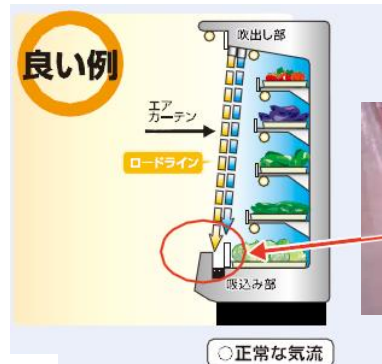 良い例
吹出し部
エア
カーテン
ロードライン
吸込み部
○正常な気流